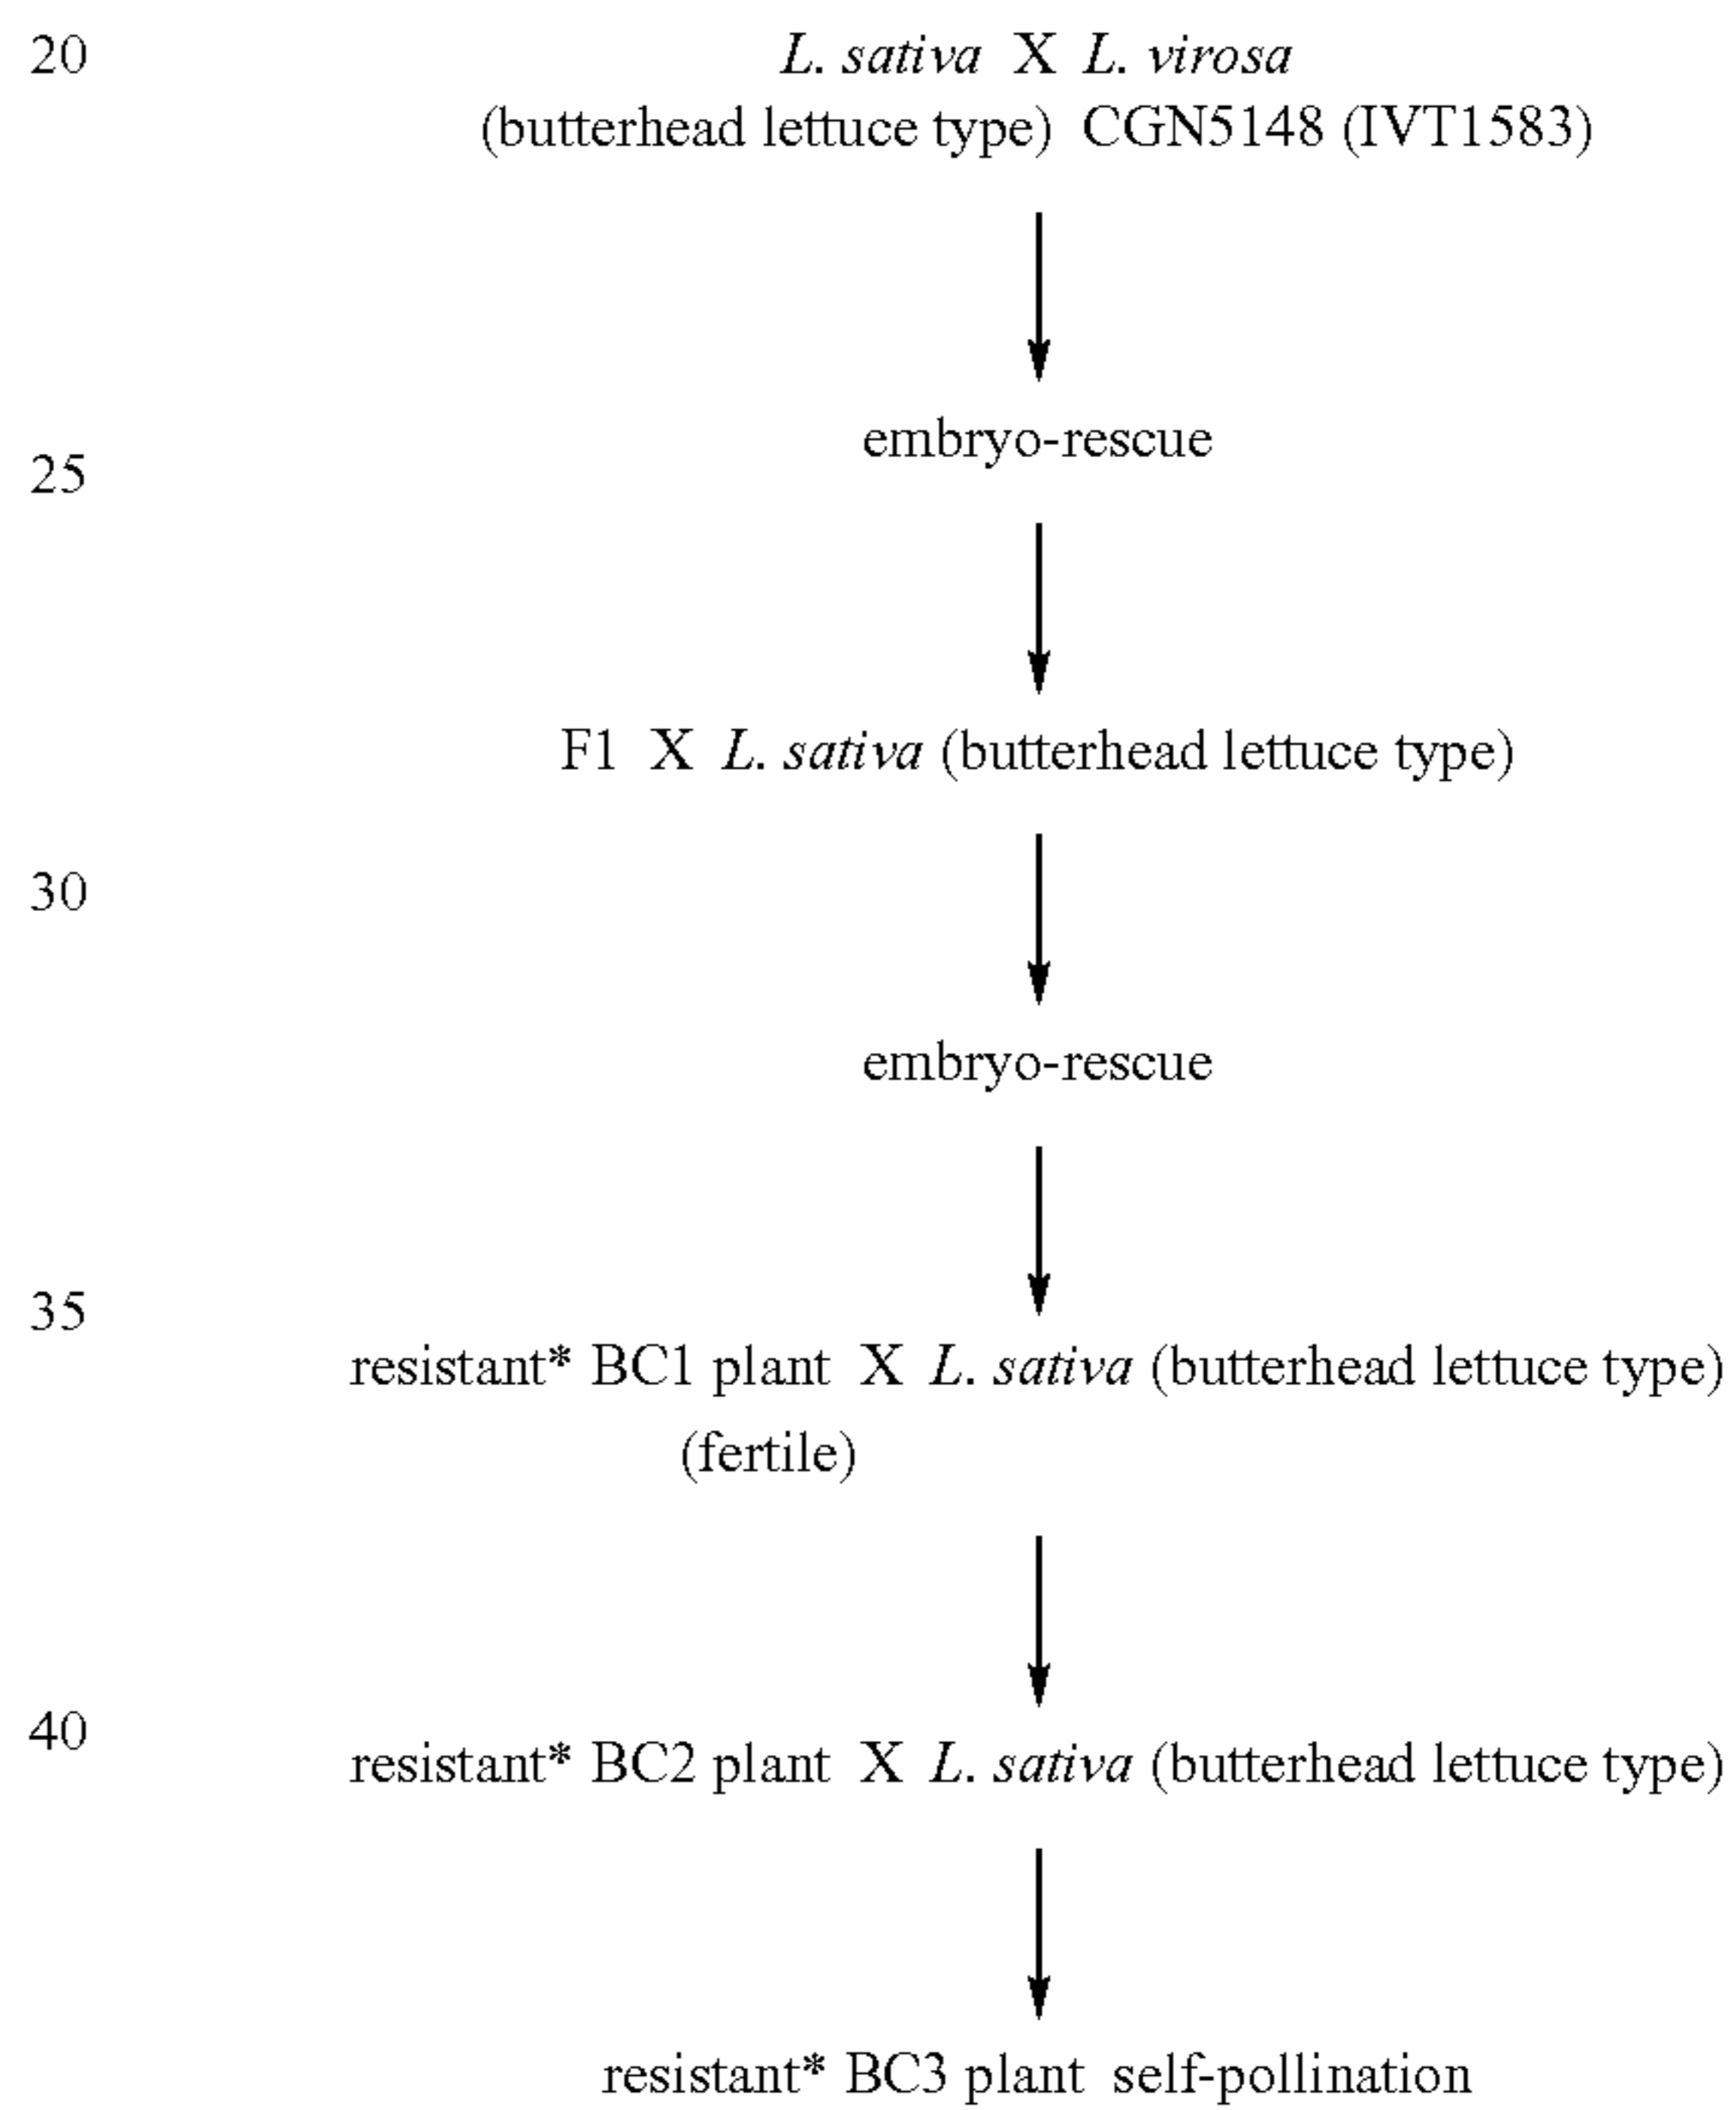 20
L. sativa X L. virosa
(butterhead lettuce type) CGN5148 (IVT1583)
embryo-rescue
25
F1 X L. sativa (butterhead lettuce type)
30
embryo-rescue
35
resistant* BC1 plant X L. sativa (butterhead lettuce type)
(fertile)
40
resistant* BC2 plant X L. sativa (butterhead lettuce type)
resistant* BC3 plant self-pollination